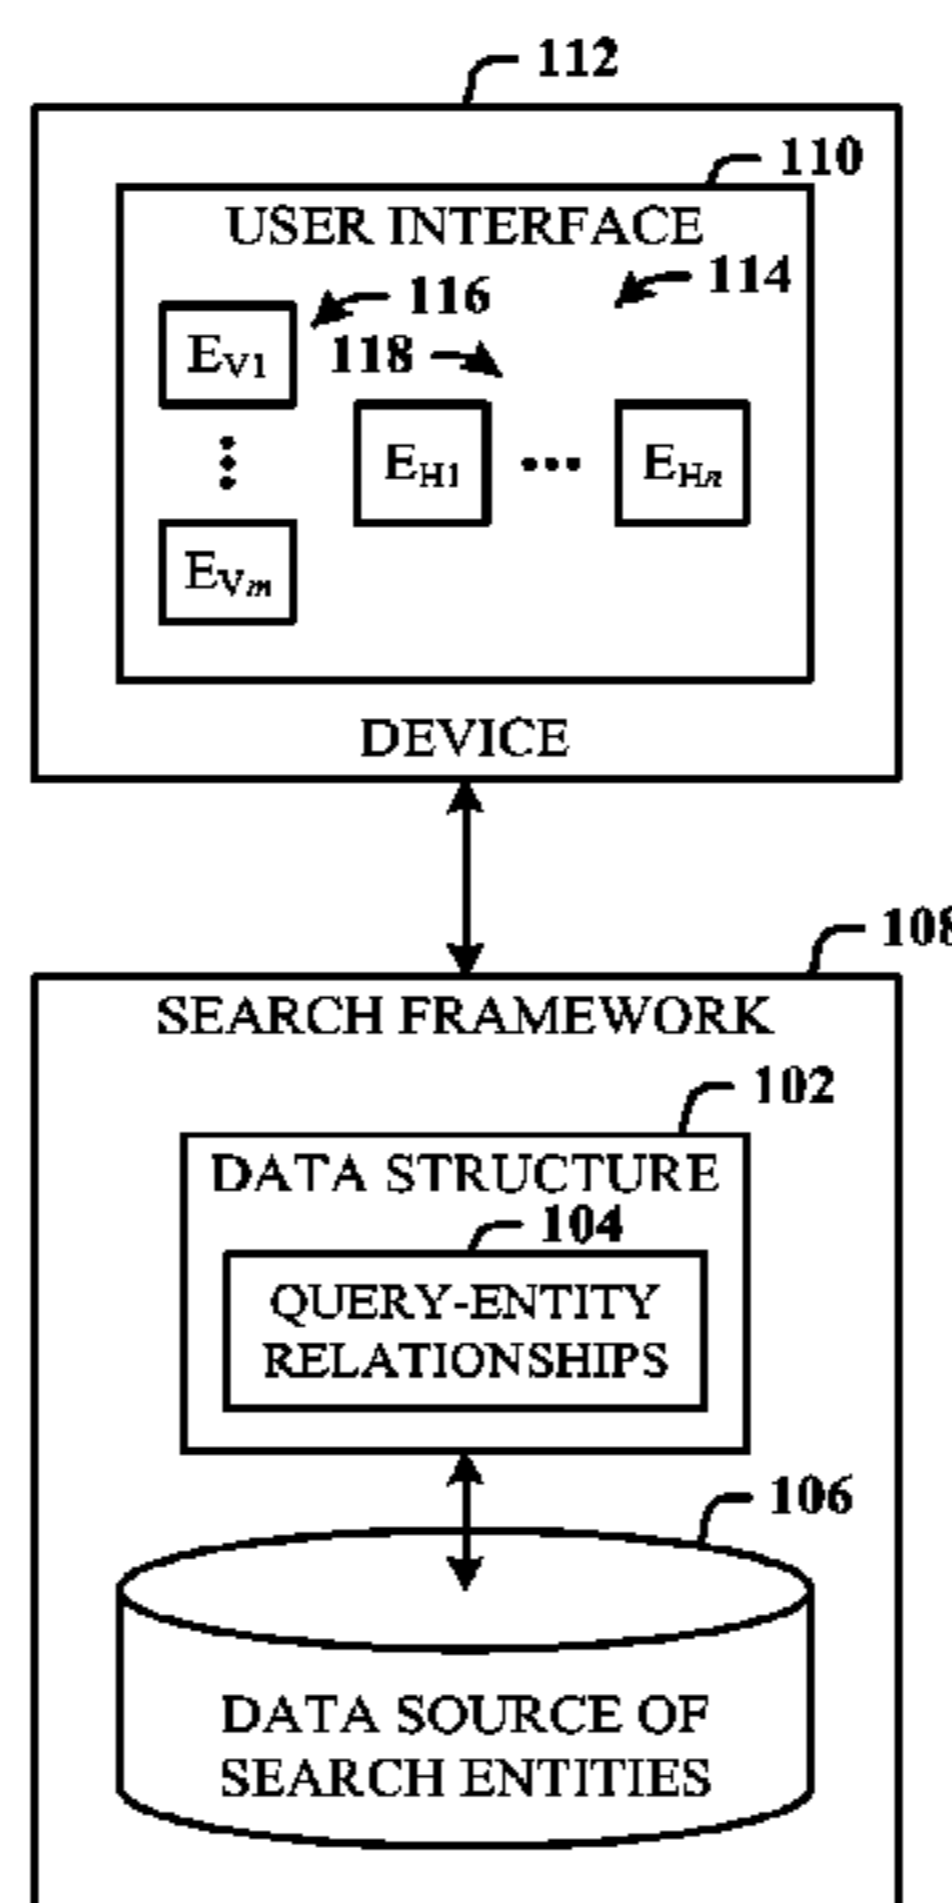 112
110
USER INTERFACE
114
116
EV1
118
EH1 ... EHn
EVm
DEVICE
108
SEARCH FRAMEWORK
102
DATA STRUCTURE
104
QUERY-ENTITY
RELATIONSHIPS
106
DATA SOURCE OF
SEARCH ENTITIES